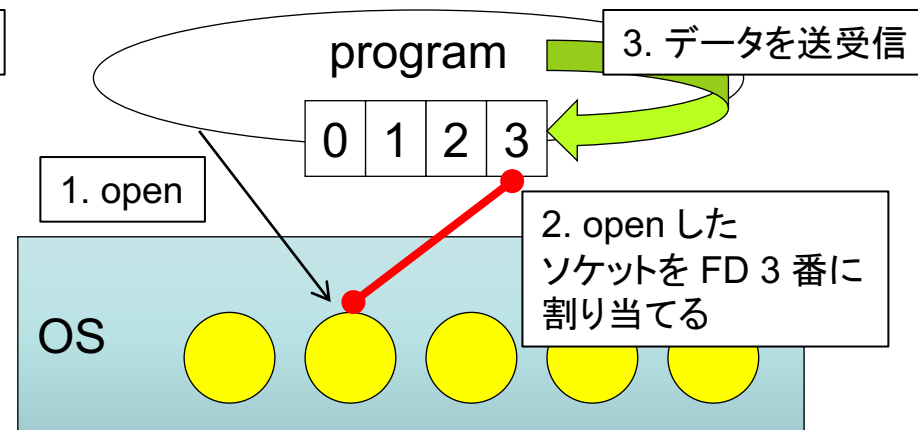 program
3. データを送受信
0 1 2 3
1. open
2. open した
ソケットを FD 3 番に
割り当てる
OS